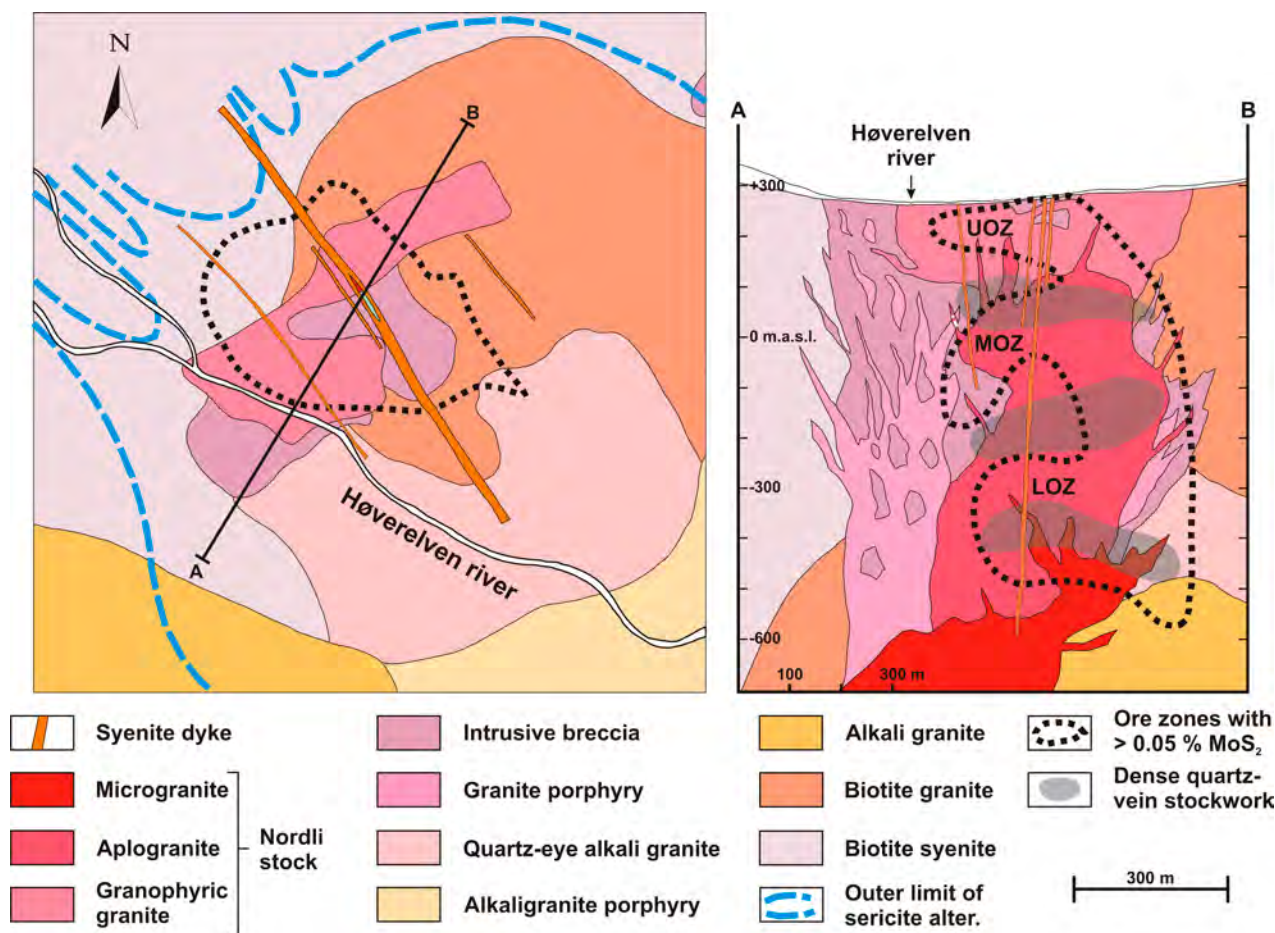 N
B
A
Høverelven river
A
B
Høverelven
river
+300
UOZ
0 m.a.s.l.
MOZ
-300
LOZ
-600
100
300 m
Syenite dyke
Microgranite
Aplogranite
Granophyric
granite
Nordli
stock
Intrusive breccia
Granite porphyry
Quartz-eye alkali granite
Alkaligranite porphyry
Alkali granite
Biotite granite
Biotite syenite
Outer limit of
sericite alter.
Ore zones with
> 0.05 % MoS₂
Dense quartz-
vein stockwork
300 m